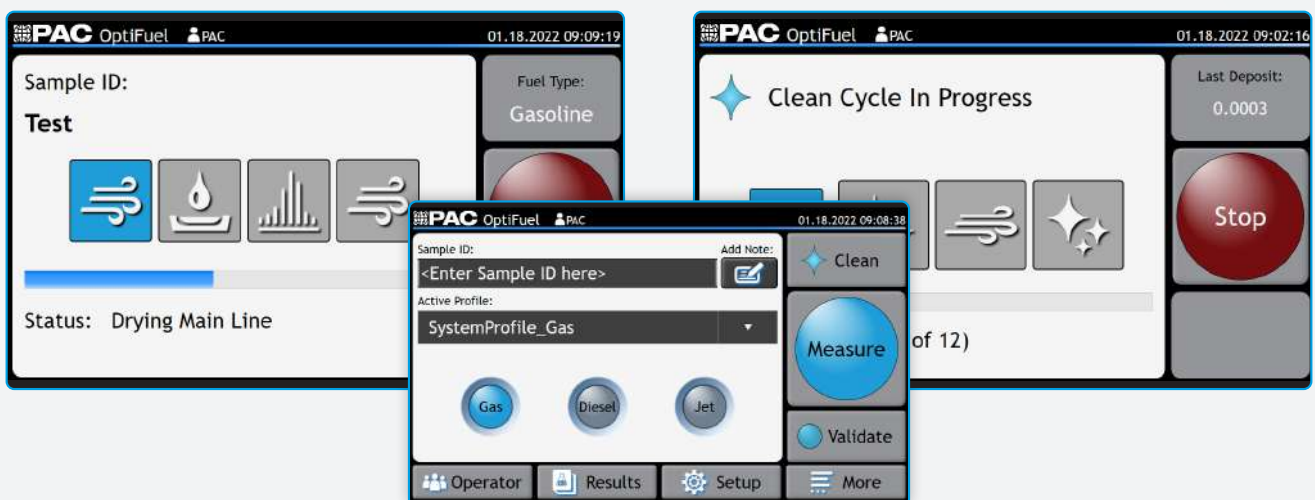 PAC OptiFuel PAC 01.18.2022 09:09:19
Sample ID:
Test
Fuel Type:
Gasoline
Status: Drying Main Line
PAC OptiFuel PAC 01.18.2022 09:02:16
Clean Cycle In Progress
Last Deposit:
0.0003
Stop
of 12)
PAC OptiFuel PAC 01.18.2022 09:08:38
Sample ID:
Add Note:
<Enter Sample ID here>
Active Profile:
SystemProfile_Gas
Gas
Diesel
Jet
Clean
Measure
Validate
Operator
Results
Setup
More